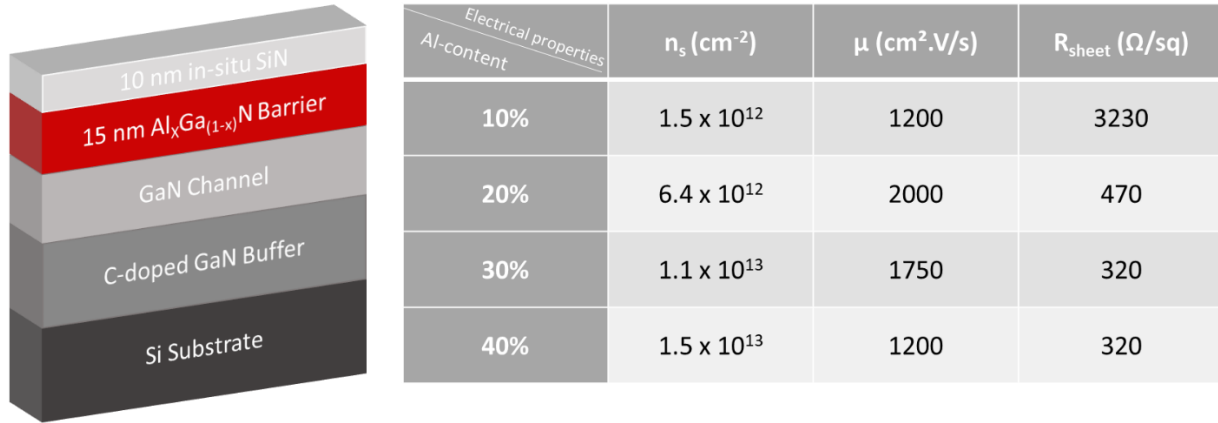 10 nm in-situ SiN
15 nm AlₓGa₍₁₋ₓ₎N Barrier
GaN Channel
C-doped GaN Buffer
Si Substrate
Electrical properties
Al-content
nₛ (cm⁻²)
μ (cm².V/s)
Rsheet (Ω/sq)
10%
1.5 x 10¹²
1200
3230
20%
6.4 x 10¹²
2000
470
30%
1.1 x 10¹³
1750
320
40%
1.5 x 10¹³
1200
320